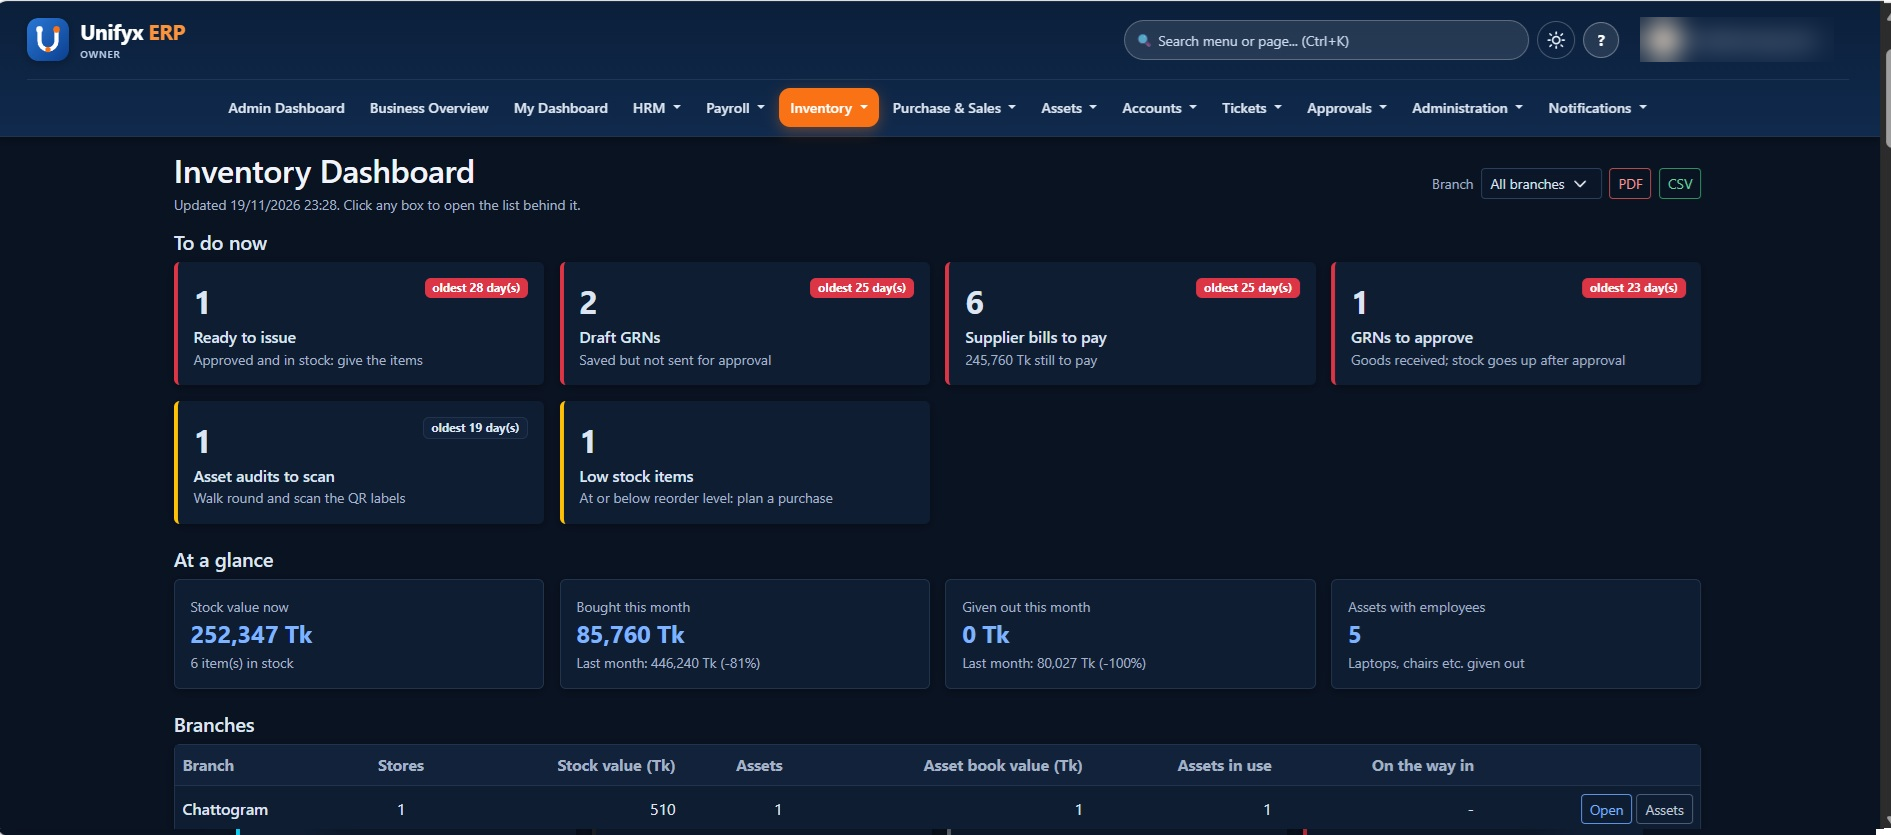 Unifyx ERP
OWNER
Search menu or page... (Ctrl+K)
?
Admin Dashboard Business Overview My Dashboard HRM Payroll Inventory Purchase & Sales Assets Accounts Tickets Approvals Administration Notifications
Inventory Dashboard
Updated 19/11/2026 23:28. Click any box to open the list behind it.
Branch All branches PDF CSV
To do now
1 oldest 28 day(s)
Ready to issue
Approved and in stock: give the items
2 oldest 25 day(s)
Draft GRNs
Saved but not sent for approval
6 oldest 25 day(s)
Supplier bills to pay
245,760 Tk still to pay
1 oldest 23 day(s)
GRNs to approve
Goods received; stock goes up after approval
1 oldest 19 day(s)
Asset audits to scan
Walk round and scan the QR labels
1
Low stock items
At or below reorder level: plan a purchase
At a glance
Stock value now
252,347 Tk
6 item(s) in stock
Bought this month
85,760 Tk
Last month: 446,240 Tk (-81%)
Given out this month
0 Tk
Last month: 80,027 Tk (-100%)
Assets with employees
5
Laptops, chairs etc. given out
Branches
Branch Stores Stock value (Tk) Assets Asset book value (Tk) Assets in use On the way in
Chattogram 1 510 1 1 1 - Open Assets